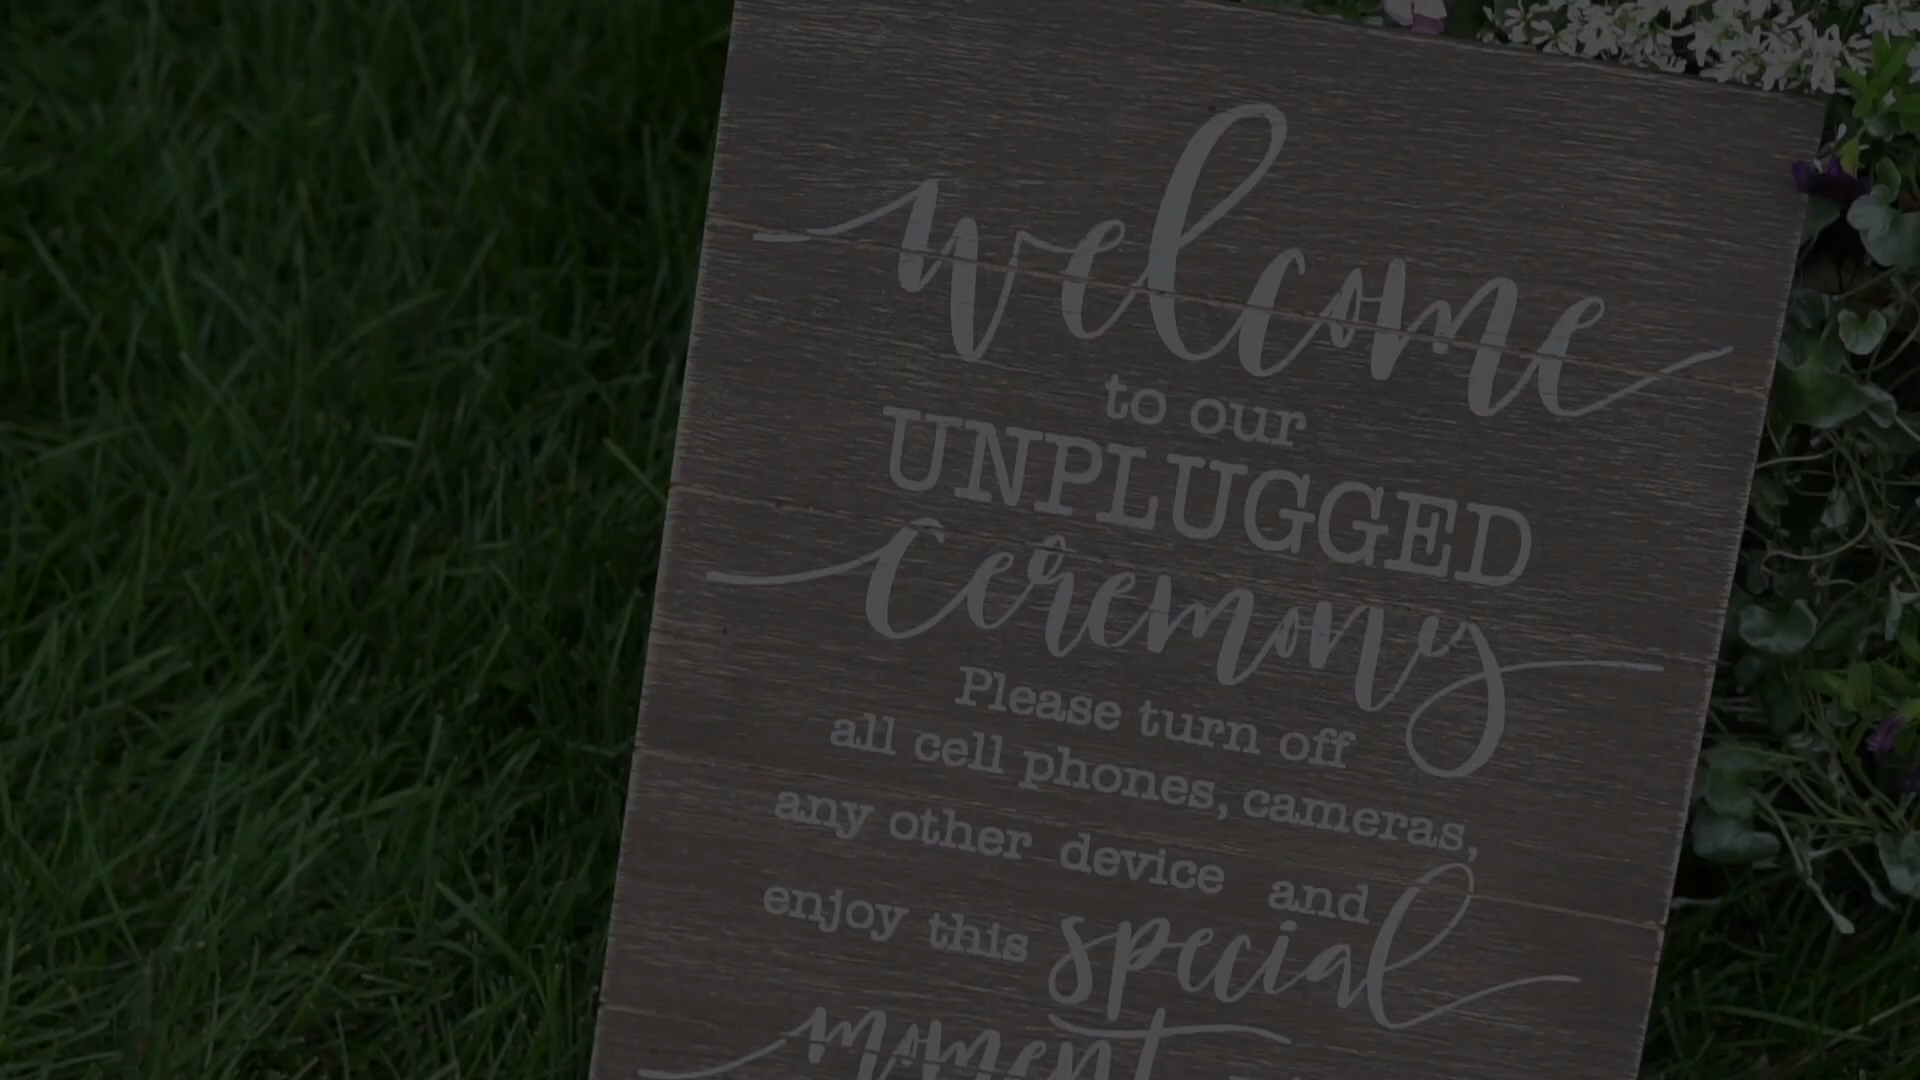 welcome
to our
UNPLUGGED
ceremony
Please turn off
all cell phones, cameras,
any other device and
enjoy this special
moment